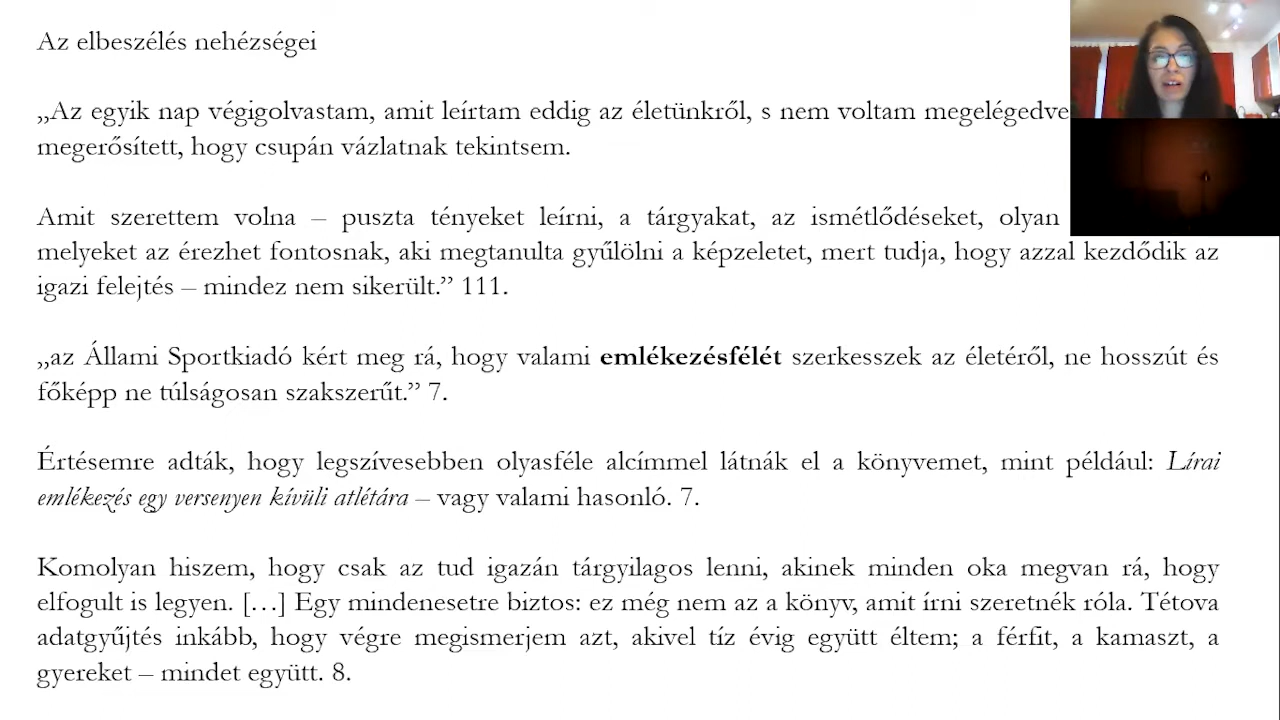 Az elbeszélés nehézségei
„Az egyik nap végigolvastam, amit leírtam eddig az életünkről, s nem voltam megelégedve
megerősített, hogy csupán vázlatnak tekintsem.
Amit szerettem volna – puszta tényeket leírni, a tárgyakat, az ismétlődéseket, olyan
melyeket az érezhet fontosnak, aki megtanulta gyűlölni a képzeletet, mert tudja, hogy azzal kezdődik az
igazi felejtés – mindez nem sikerült.” 111.
„az Állami Sportkiadó kért meg rá, hogy valami emlékezésfélét szerkesszek az életéről, ne hosszút és
főképp ne túlságosan szakszerűt.” 7.
Értésemre adták, hogy legszívesebben olyasféle alcímmel látnák el a könyvemet, mint például: Lírai
emlékezés egy versenyen kívüli atlétára – vagy valami hasonló. 7.
Komolyan hiszem, hogy csak az tud igazán tárgyilagos lenni, akinek minden oka megvan rá, hogy
elfogult is legyen. […] Egy mindenesetre biztos: ez még nem az a könyv, amit írni szeretnék róla. Tétova
adatgyűjtés inkább, hogy végre megismerjem azt, akivel tíz évig együtt éltem; a férfit, a kamaszt, a
gyereket – mindet együtt. 8.